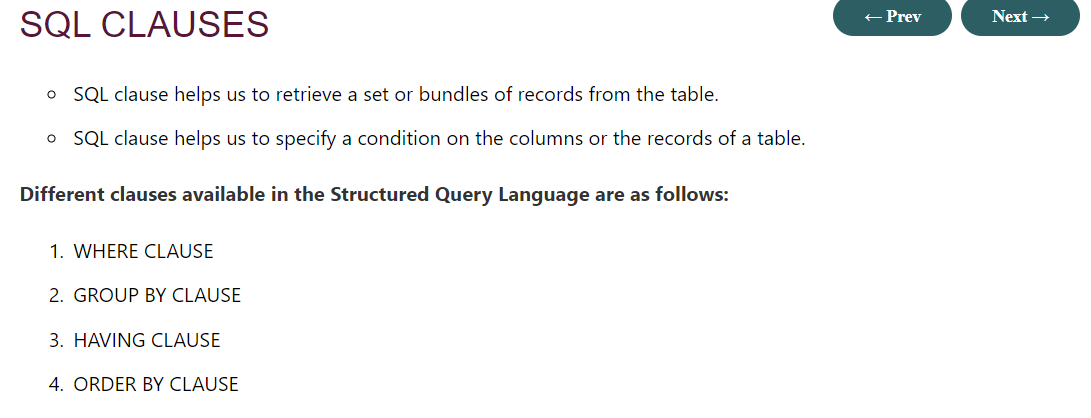 SQL CLAUSES
← Prev
Next →
○ SQL clause helps us to retrieve a set or bundles of records from the table.
○ SQL clause helps us to specify a condition on the columns or the records of a table.
Different clauses available in the Structured Query Language are as follows:
1. WHERE CLAUSE
2. GROUP BY CLAUSE
3. HAVING CLAUSE
4. ORDER BY CLAUSE